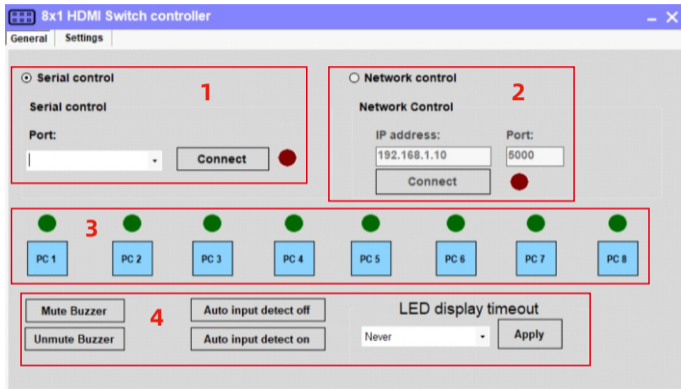 8x1 HDMI Switch controller
General Settings
Serial control
Network control
1
2
Serial control
Network Control
Port:
IP address:
Port:
192.168.1.10
5000
Connect
Connect
3
PC 1
PC 2
PC 3
PC 4
PC 5
PC 6
PC 7
PC 8
4
Mute Buzzer
Auto input detect off
LED display timeout
Unmute Buzzer
Auto input detect on
Never
Apply